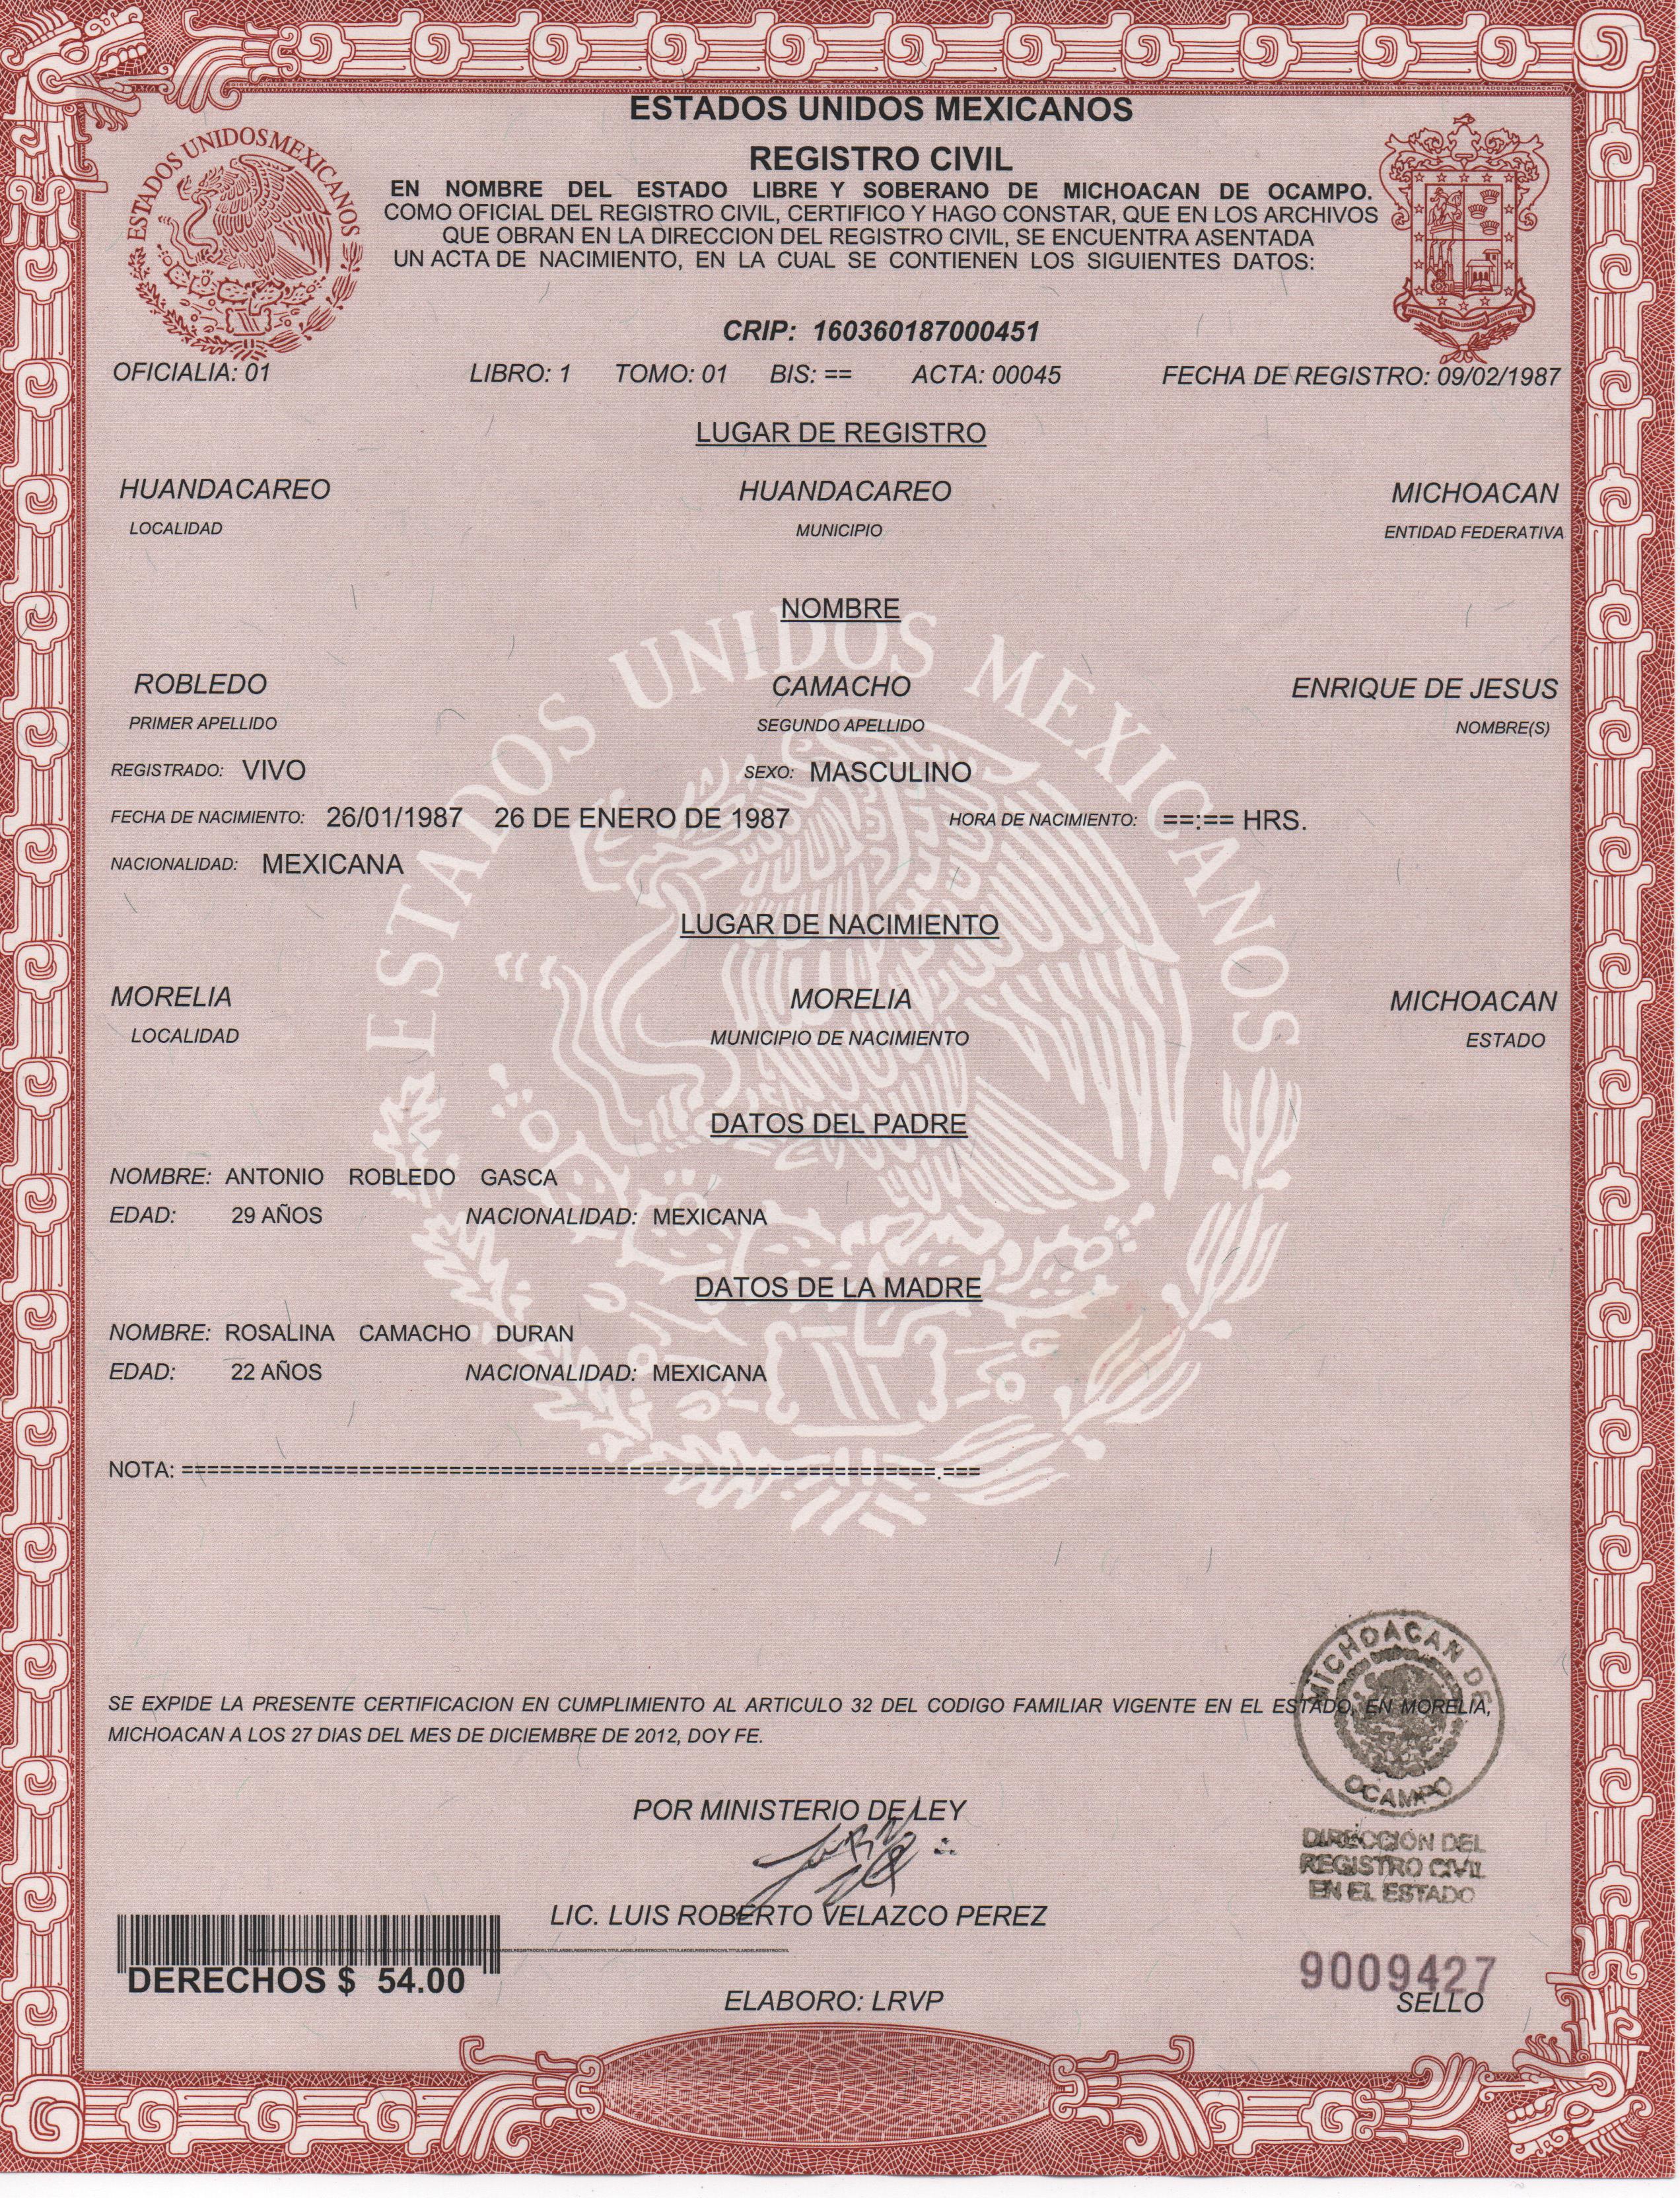 ESTADOS UNIDOS MEXICANOS
REGISTRO CIVIL
EN NOMBRE DEL ESTADO LIBRE Y SOBERANO DE MICHOACAN DE OCAMPO.
COMO OFICIAL DEL REGISTRO CIVIL, CERTIFICO Y HAGO CONSTAR, QUE EN LOS ARCHIVOS
QUE OBRAN EN LA DIRECCION DEL REGISTRO CIVIL, SE ENCUENTRA ASENTADA
UN ACTA DE NACIMIENTO, EN LA CUAL SE CONTIENEN LOS SIGUIENTES DATOS:
ESTADOS UNIDOS MEXICANOS
CRIP: 160360187000451
OFICIALIA: 01 LIBRO: 1 TOMO: 01 BIS: == ACTA: 00045 FECHA DE REGISTRO: 09/02/1987
LUGAR DE REGISTRO
HUANDACAREO HUANDACAREO MICHOACAN
LOCALIDAD MUNICIPIO ENTIDAD FEDERATIVA
NOMBRE
ESTADOS UNIDOS MEXICANOS
ROBLEDO CAMACHO ENRIQUE DE JESUS
PRIMER APELLIDO SEGUNDO APELLIDO NOMBRE(S)
REGISTRADO: VIVO SEXO: MASCULINO
FECHA DE NACIMIENTO: 26/01/1987 26 DE ENERO DE 1987 HORA DE NACIMIENTO: ==:== HRS.
NACIONALIDAD: MEXICANA
LUGAR DE NACIMIENTO
MORELIA MORELIA MICHOACAN
LOCALIDAD MUNICIPIO DE NACIMIENTO ESTADO
DATOS DEL PADRE
NOMBRE: ANTONIO ROBLEDO GASCA
EDAD: 29 AÑOS NACIONALIDAD: MEXICANA
DATOS DE LA MADRE
NOMBRE: ROSALINA CAMACHO DURAN
EDAD: 22 AÑOS NACIONALIDAD: MEXICANA
NOTA: ===========================================================.===
SE EXPIDE LA PRESENTE CERTIFICACION EN CUMPLIMIENTO AL ARTICULO 32 DEL CODIGO FAMILIAR VIGENTE EN EL ESTADO, EN MORELIA,
MICHOACAN A LOS 27 DIAS DEL MES DE DICIEMBRE DE 2012, DOY FE.
MICHOACAN DE OCAMPO
POR MINISTERIO DE LEY
DIRECCION DEL
REGISTRO CIVIL
EN EL ESTADO
LIC. LUIS ROBERTO VELAZCO PEREZ
DERECHOS $ 54.00
9009427
ELABORO: LRVP
SELLO